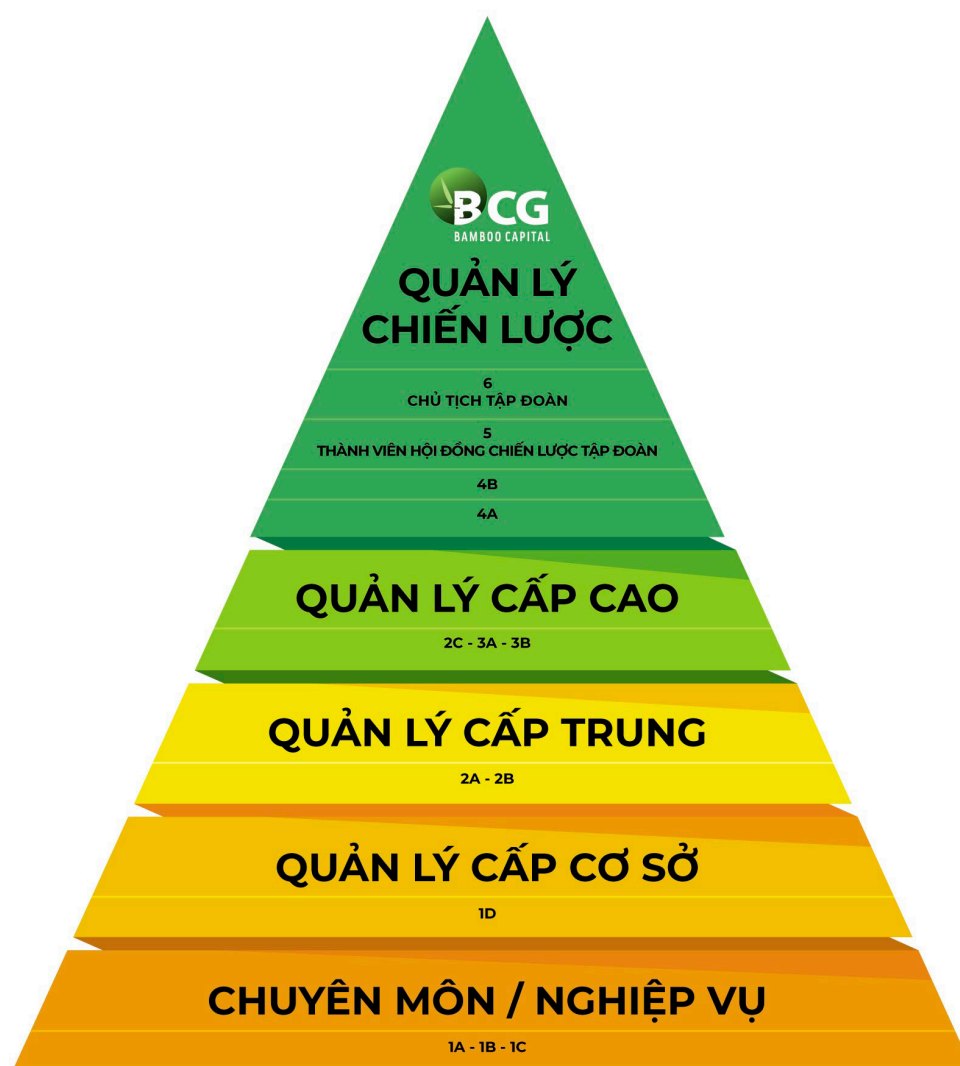 BCG
BAMBOO CAPITAL
QUẢN LÝ
CHIẾN LƯỢC
6
CHỦ TỊCH TẬP ĐOÀN
5
THÀNH VIÊN HỘI ĐỒNG CHIẾN LƯỢC TẬP ĐOÀN
4B
4A
QUẢN LÝ CẤP CAO
2C - 3A - 3B
QUẢN LÝ CẤP TRUNG
2A - 2B
QUẢN LÝ CẤP CƠ SỞ
1D
CHUYÊN MÔN / NGHIỆP VỤ
1A - 1B - 1C